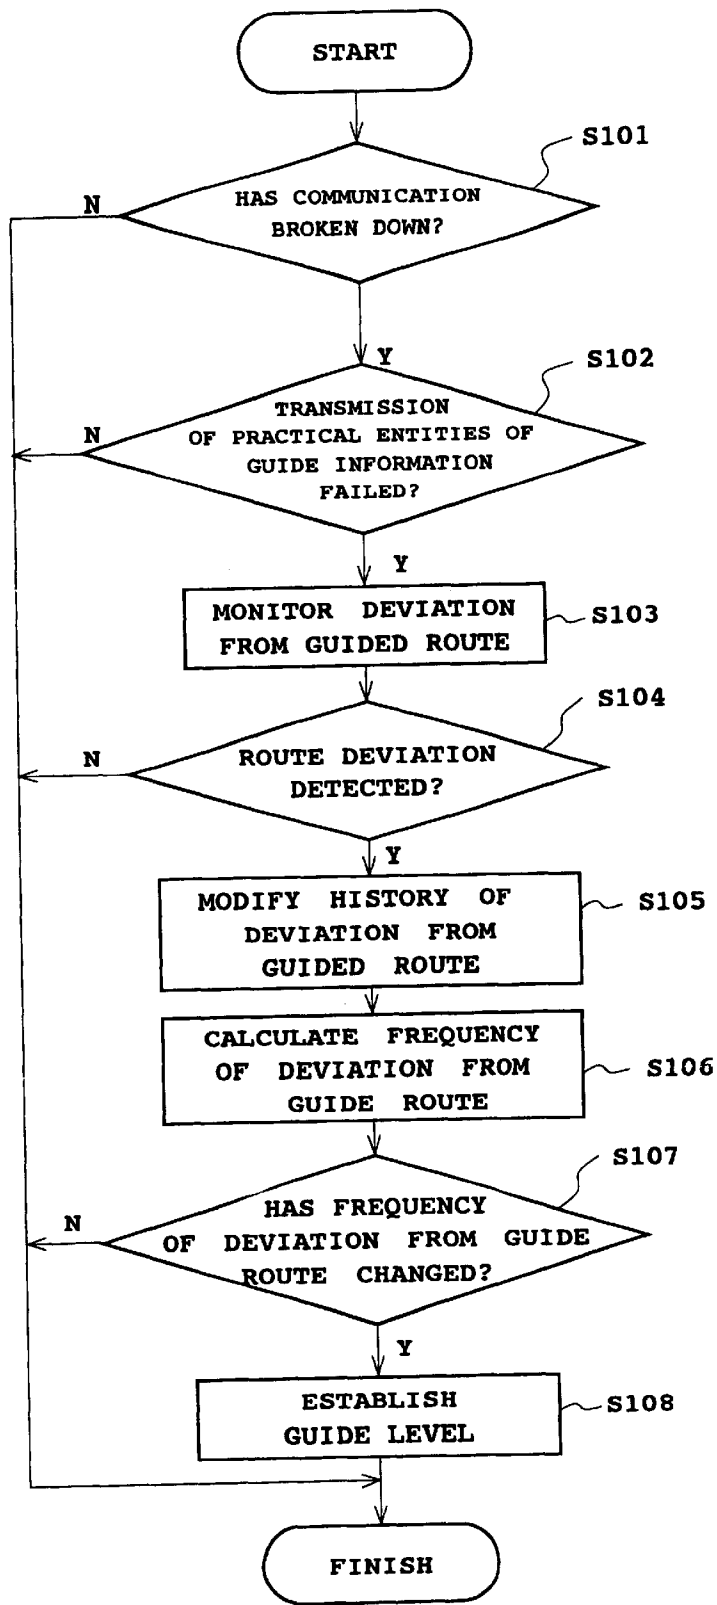 START
S101
HAS COMMUNICATION
BROKEN DOWN?
N
Y
S102
TRANSMISSION
OF PRACTICAL ENTITIES OF
GUIDE INFORMATION
FAILED?
N
Y
MONITOR DEVIATION
FROM GUIDED ROUTE
S103
S104
ROUTE DEVIATION
DETECTED?
N
Y
MODIFY HISTORY OF
DEVIATION FROM
GUIDED ROUTE
S105
CALCULATE FREQUENCY
OF DEVIATION FROM
GUIDE ROUTE
S106
S107
HAS FREQUENCY
OF DEVIATION FROM GUIDE
ROUTE CHANGED?
N
Y
ESTABLISH
GUIDE LEVEL
S108
FINISH